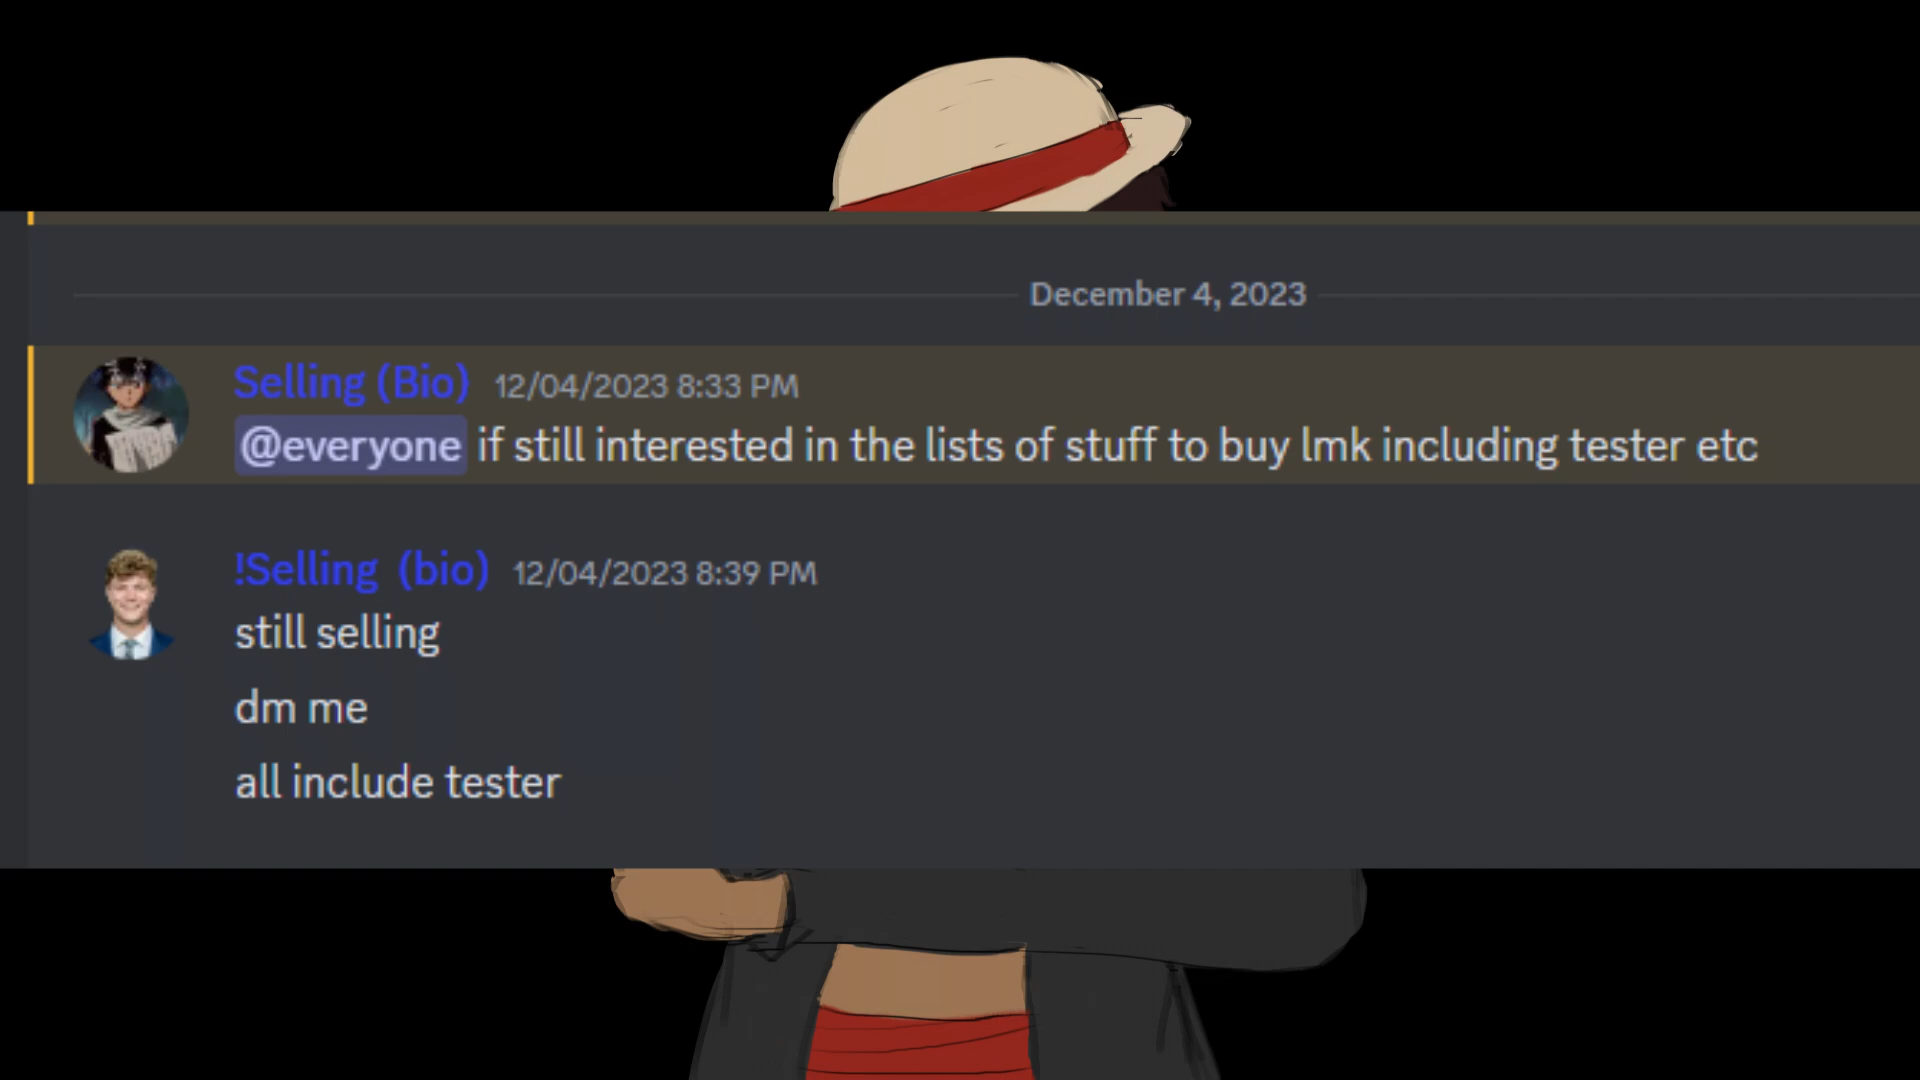 December 4, 2023
Selling (Bio) 12/04/2023 8:33 PM
@everyone if still interested in the lists of stuff to buy lmk including tester etc
!Selling (bio) 12/04/2023 8:39 PM
still selling
dm me
all include tester